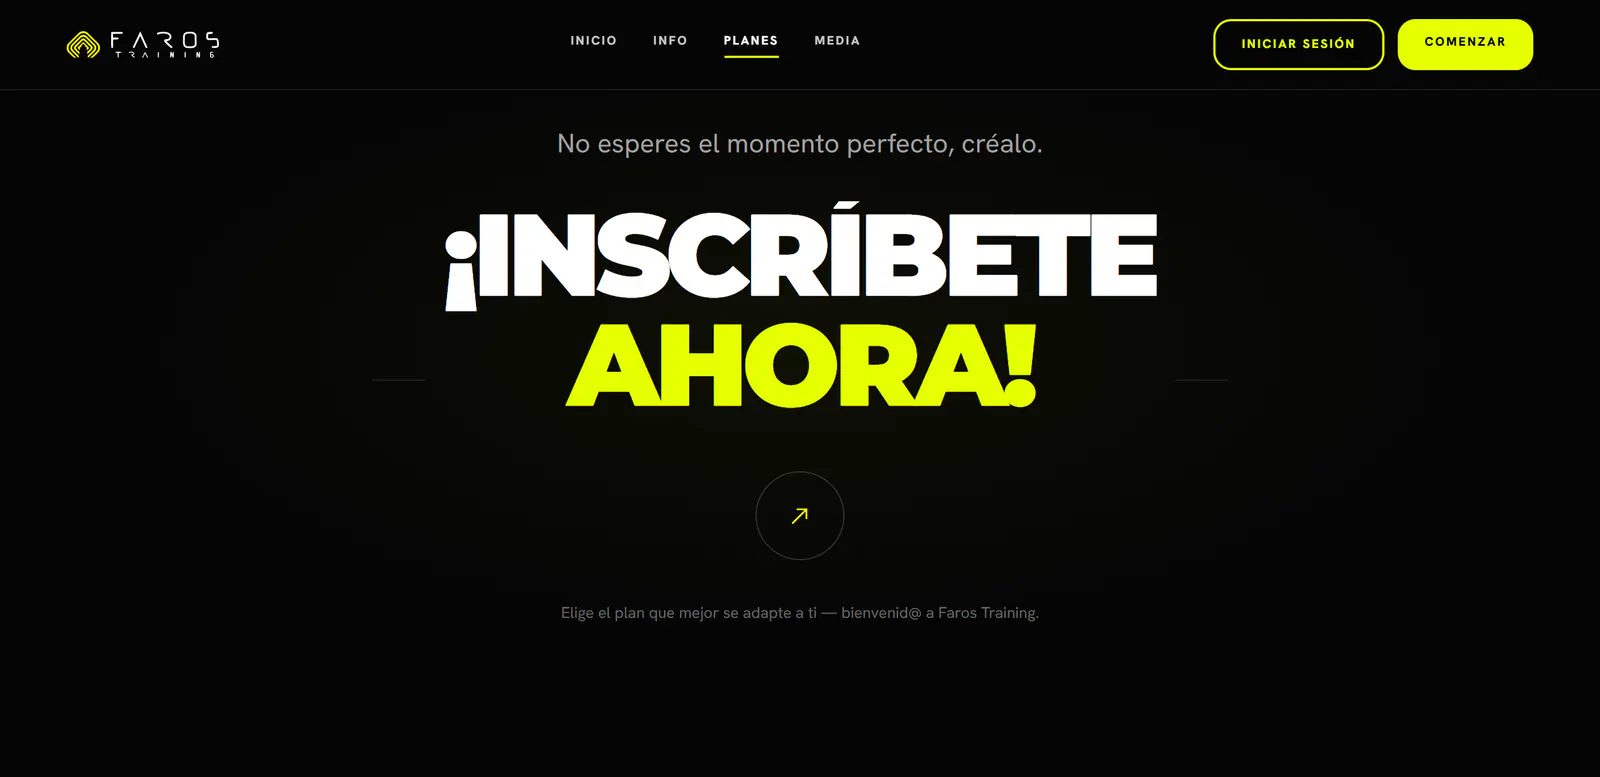 FAROS
TRAINING
INICIO
INFO
PLANES
MEDIA
INICIAR SESIÓN
COMENZAR
No esperes el momento perfecto, créalo.
¡INSCRÍBETE
AHORA!
Elige el plan que mejor se adapte a ti — bienvenid@ a Faros Training.